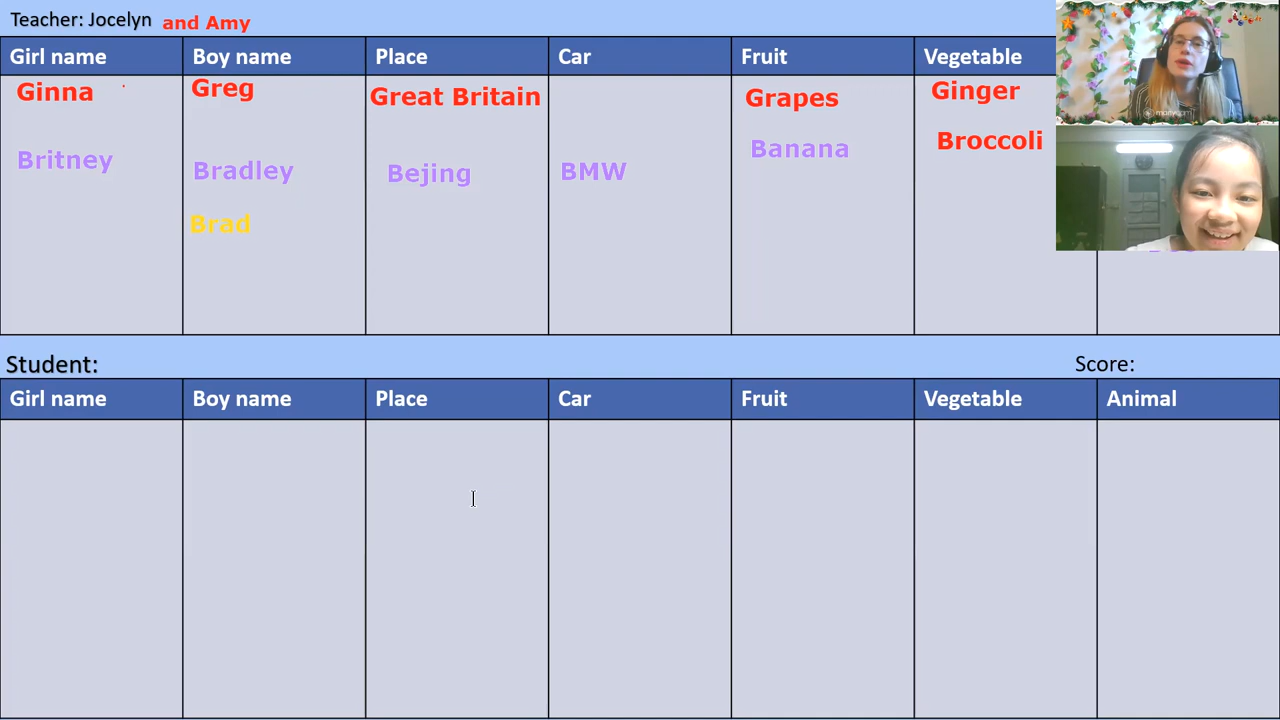 Teacher: Jocelyn and Amy
Girl name Boy name Place Car Fruit Vegetable
Ginna Greg Great Britain Grapes Ginger
Broccoli
Britney Bradley Bejing BMW Banana
Brad
Student: Score:
Girl name Boy name Place Car Fruit Vegetable Animal